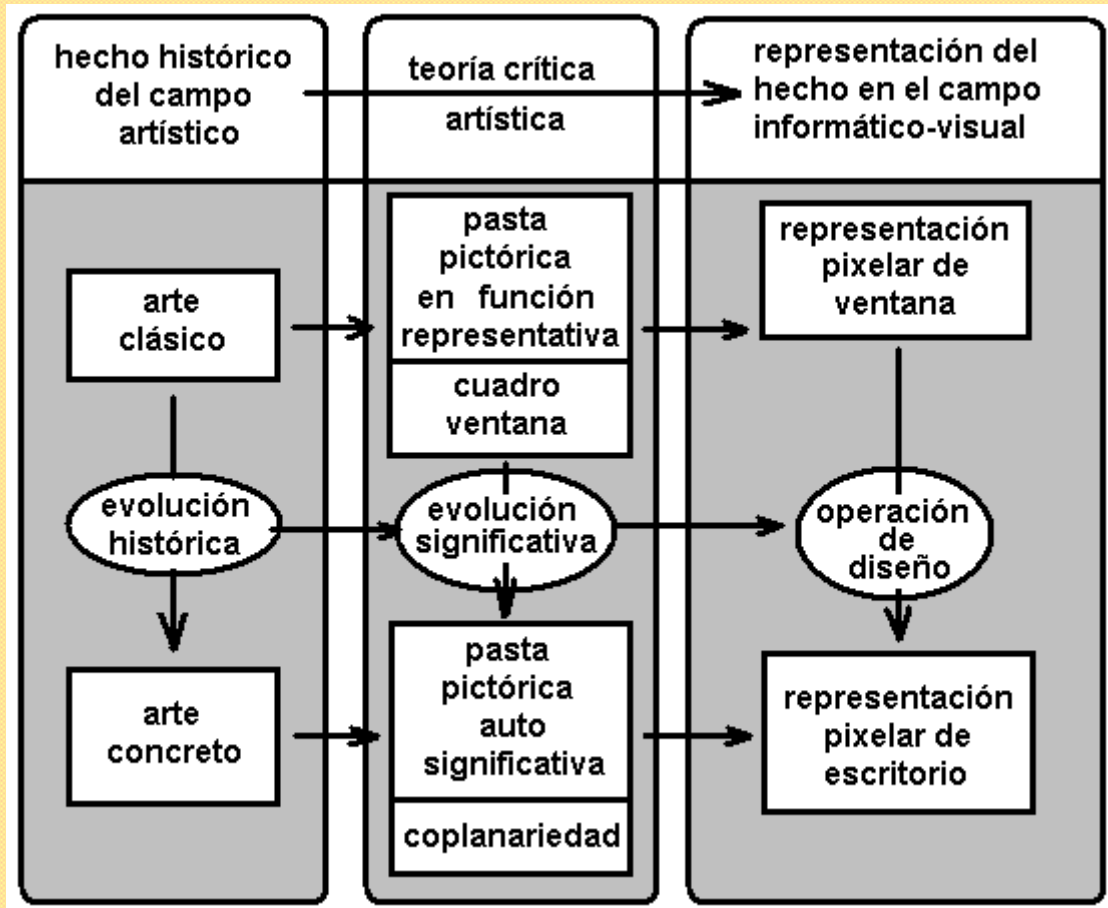 hecho histórico
del campo
artístico
teoría crítica
artística
representación del
hecho en el campo
informático-visual
arte
clásico
pasta
pictórica
en función
representativa
cuadro
ventana
representación
pixelar de
ventana
evolución
histórica
evolución
significativa
operación
de
diseño
arte
concreto
pasta
pictórica
auto
significativa
coplanariedad
representación
pixelar de
escritorio